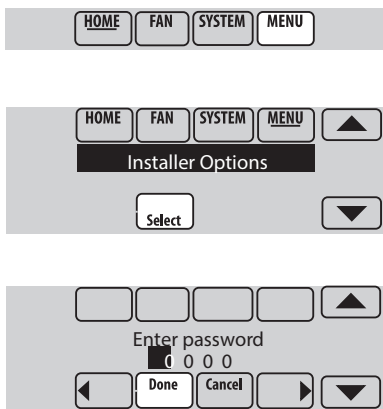 HOME FAN SYSTEM MENU
HOME FAN SYSTEM MENU
Installer Options
Select
Enter password
0 0 0 0
Done Cancel